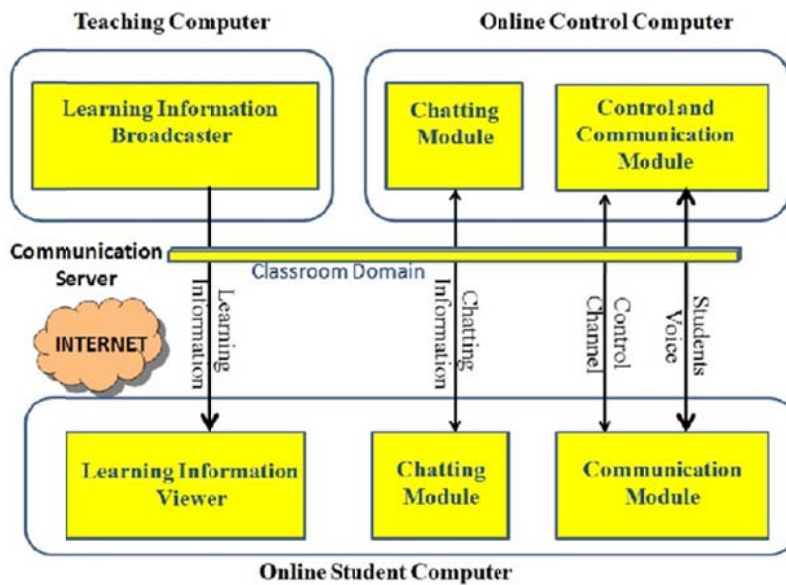 Teaching Computer
Online Control Computer
Learning Information
Broadcaster
Chatting
Module
Control and
Communication
Module
Communication
Server
Classroom Domain
INTERNET
Learning
Information
Chatting
Information
Control
Channel
Students
Voice
Learning Information
Viewer
Chatting
Module
Communication
Module
Online Student Computer